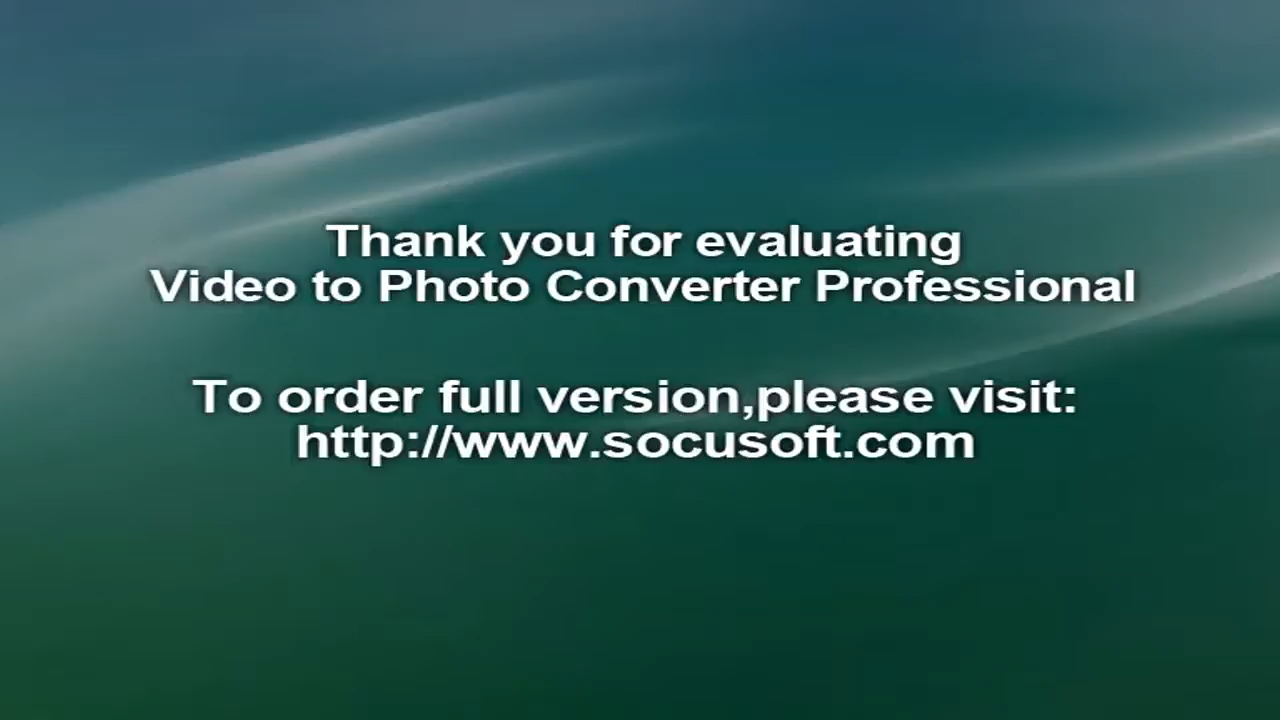 Thank you for evaluating
Video to Photo Converter Professional
To order full version,please visit:
http://www.socusoft.com